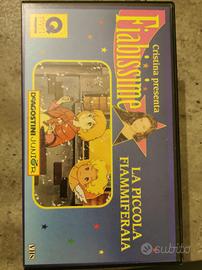 Cristina presenta
Fiabissime
LA PICCOLA
FIAMMIFERAIA
DeAGOSTINI JUNIOR
VHS
subito